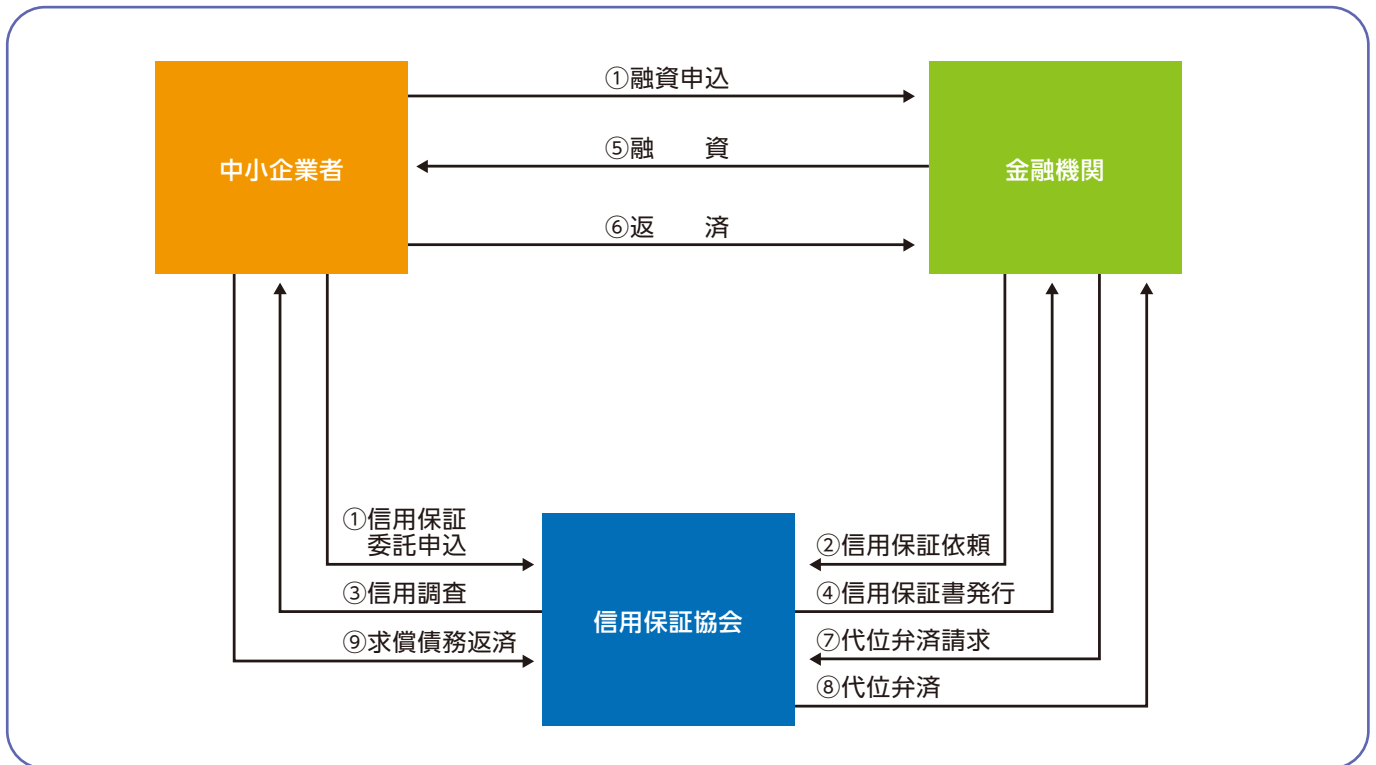 ①融資申込
⑤融　　資
中小企業者
金融機関
⑥返　　済
①信用保証
委託申込
②信用保証依頼
③信用調査
④信用保証書発行
信用保証協会
⑨求償債務返済
⑦代位弁済請求
⑧代位弁済